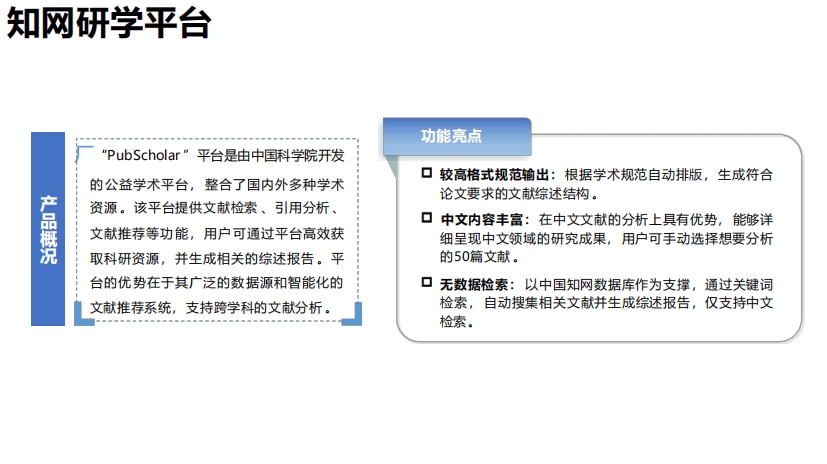 知网研学平台
产品概况
“PubScholar”平台是由中国科学院开发
的公益学术平台，整合了国内外多种学术
资源。该平台提供文献检索、引用分析、
文献推荐等功能，用户可通过平台高效获
取科研资源，并生成相关的综述报告。平
台的优势在于其广泛的数据源和智能化的
文献推荐系统，支持跨学科的文献分析。
功能亮点
较高格式规范输出：根据学术规范自动排版，生成符合
论文要求的文献综述结构。
中文内容丰富：在中文文献的分析上具有优势，能够详
细呈现中文领域的研究成果，用户可手动选择想要分析
的50篇文献。
无数据检索：以中国知网数据库作为支撑，通过关键词
检索，自动搜集相关文献并生成综述报告，仅支持中文
检索。